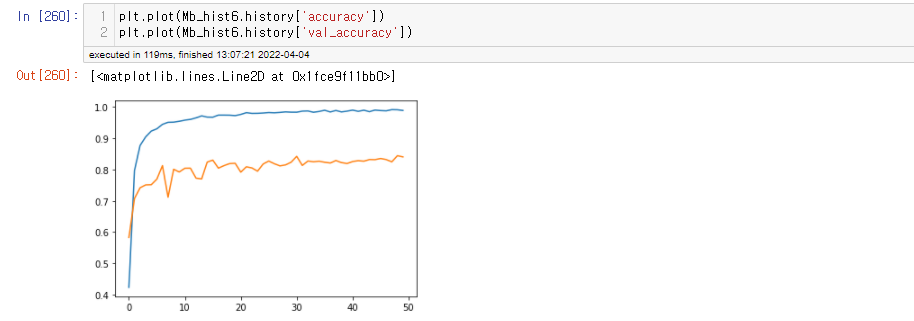 In [260]:
1 plt.plot(Mb_hist6.history['accuracy'])
2 plt.plot(Mb_hist6.history['val_accuracy'])
executed in 119ms, finished 13:07:21 2022-04-04
Out[260]: [<matplotlib.lines.Line2D at 0x1fce9f11bb0>]
1.0
0.9
0.8
0.7
0.6
0.5
0.4
0 10 20 30 40 50